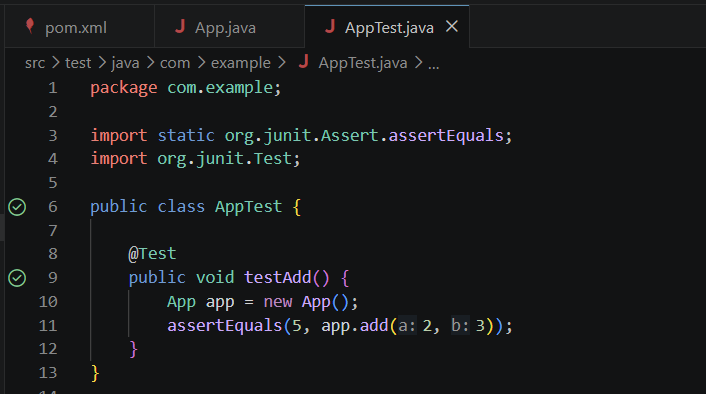 pom.xml
App.java
AppTest.java
src > test > java > com > example > AppTest.java > ...
1 package com.example;
2
3 import static org.junit.Assert.assertEquals;
4 import org.junit.Test;
5
6 public class AppTest {
7
8 @Test
9 public void testAdd() {
10 App app = new App();
11 assertEquals(5, app.add(a: 2, b: 3));
12 }
13 }